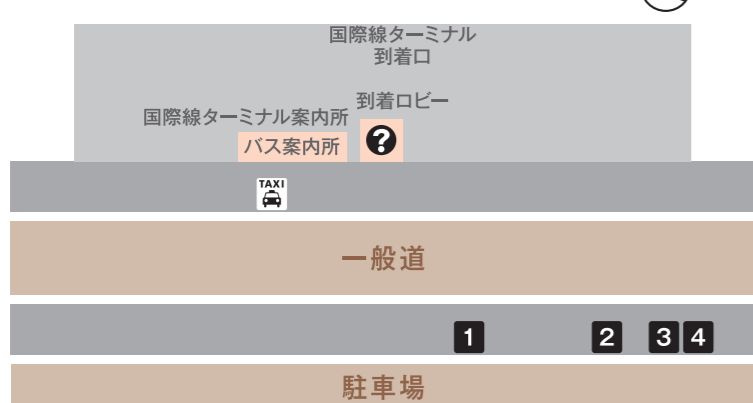 国際線ターミナル
到着口
到着ロビー
国際線ターミナル案内所
バス案内所
?
TAXI
一般道
1 2 3 4
駐車場